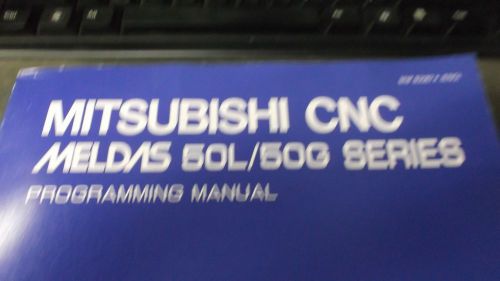 MITSUBISHI CNC
MELDAS 50L/50G SERIES
PROGRAMMING MANUAL